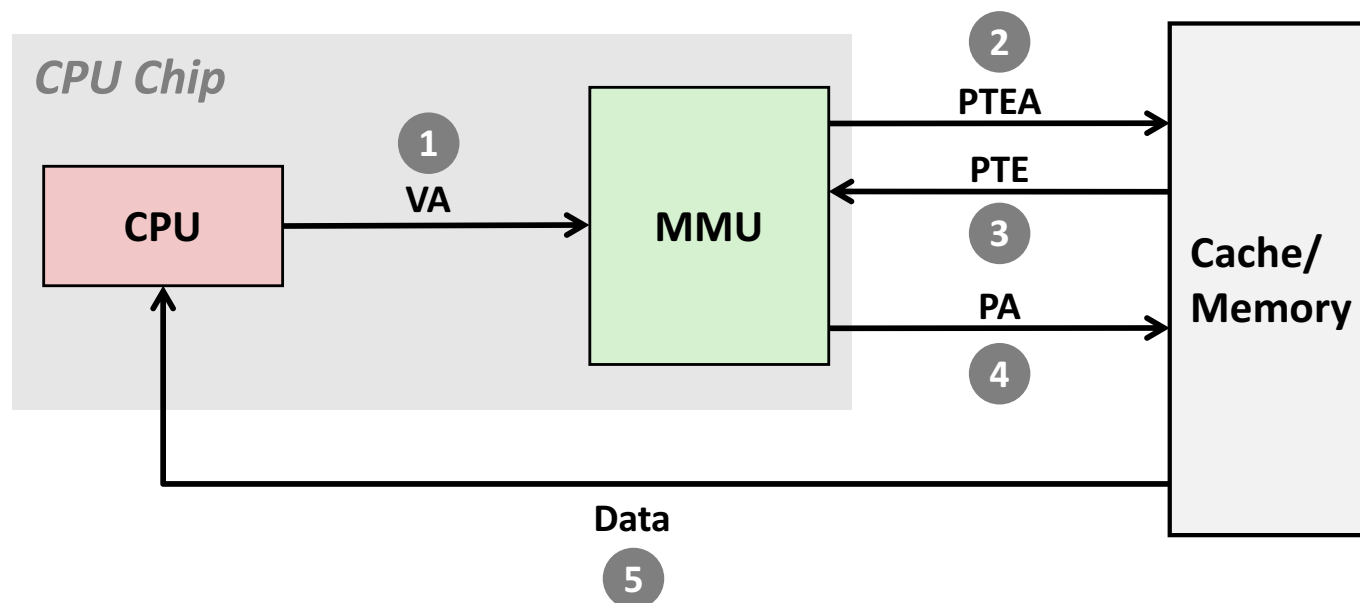 CPU Chip
2
PTEA
1
VA
PTE
3
CPU
MMU
Cache/
Memory
PA
4
Data
5